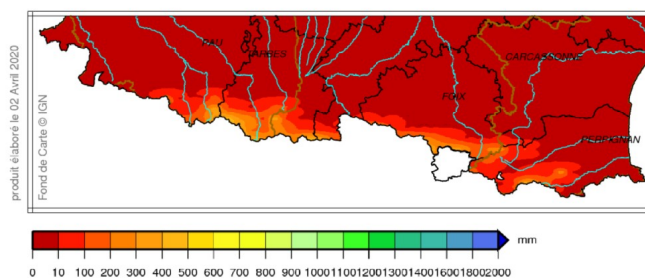 produit élaboré le 02 Avril 2020
Fond de Carte © IGN
PAU
TARBES
CARCASSONNE
FOIX
PERPIGNAN
mm
0 10 100 200 300 400 500 600 700 800 900 1000 1100 1200 1300 1400 1600 1800 2000